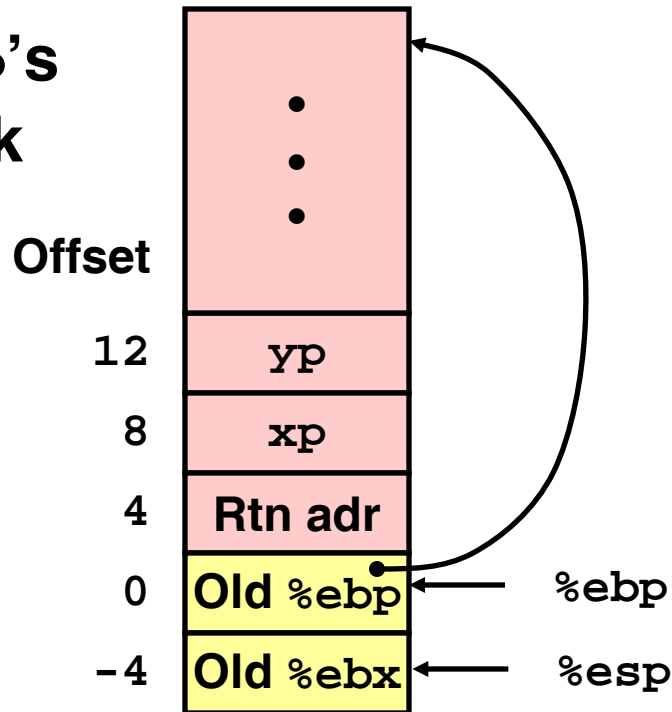 ’s
k
Offset
12 yp
8 xp
4 Rtn adr
0 Old %ebp %ebp
-4 Old %ebx %esp